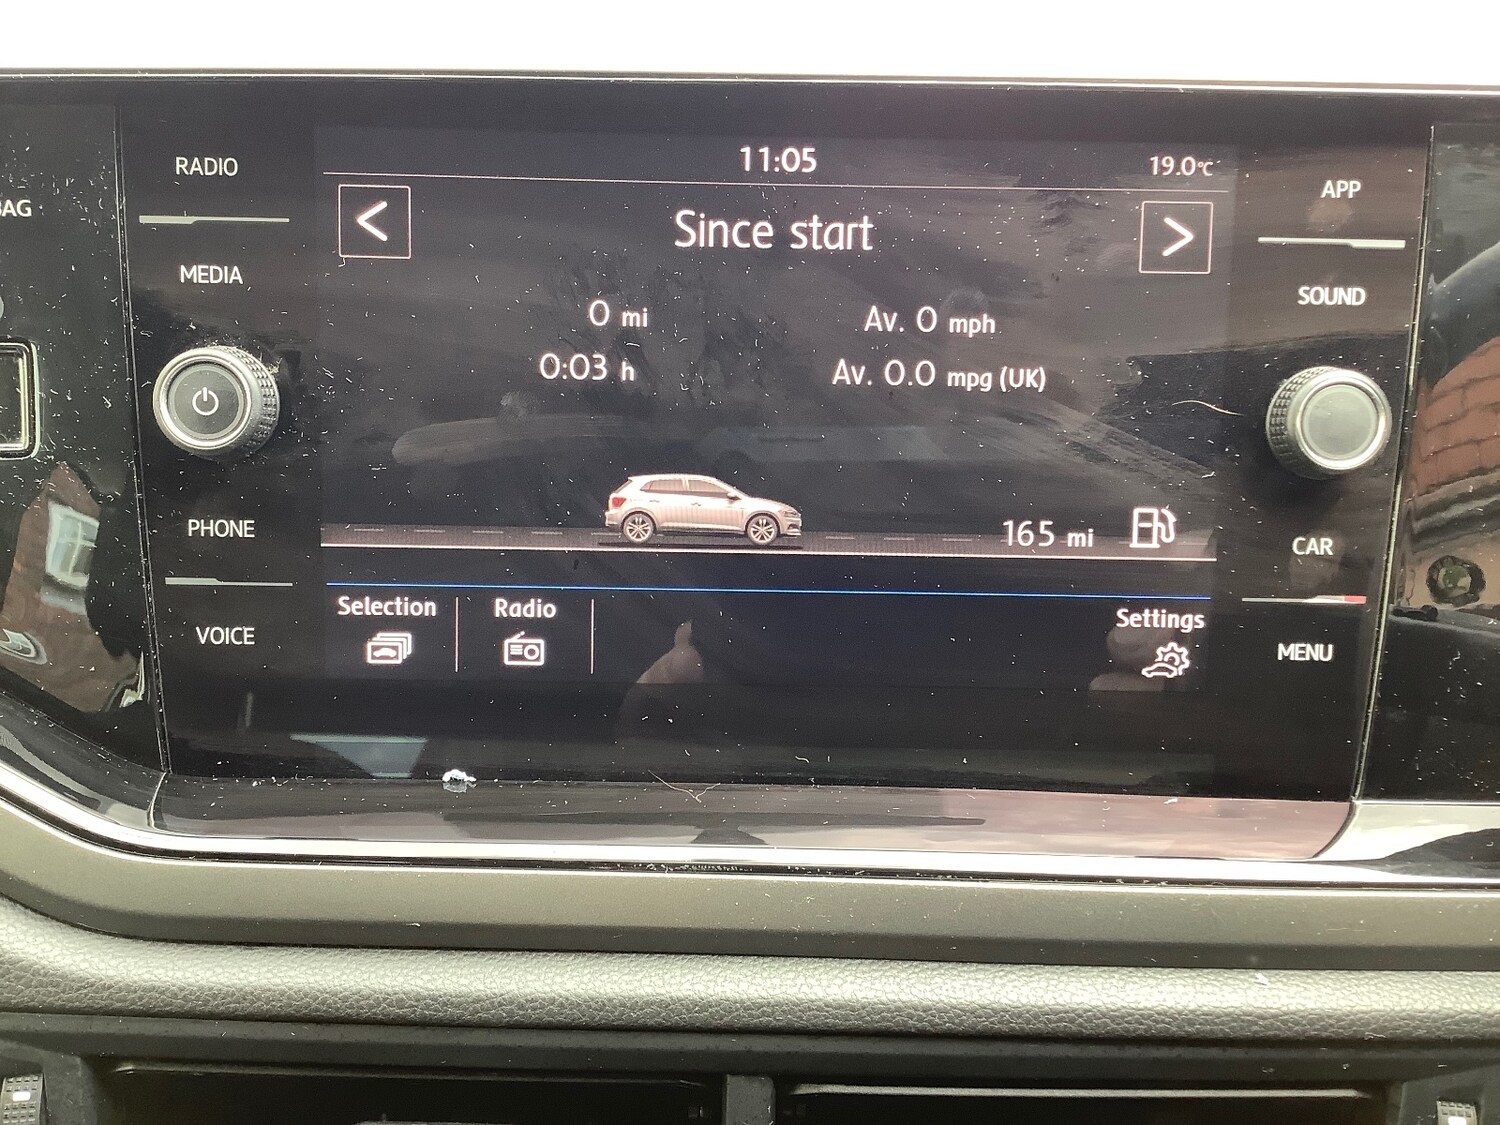 BAG
RADIO
MEDIA
PHONE
VOICE
11:05
19.0°C
<
Since start
>
0 mi
Av. 0 mph
0:03 h
Av. 0.0 mpg (UK)
165 mi
Selection
Radio
Settings
APP
SOUND
CAR
MENU